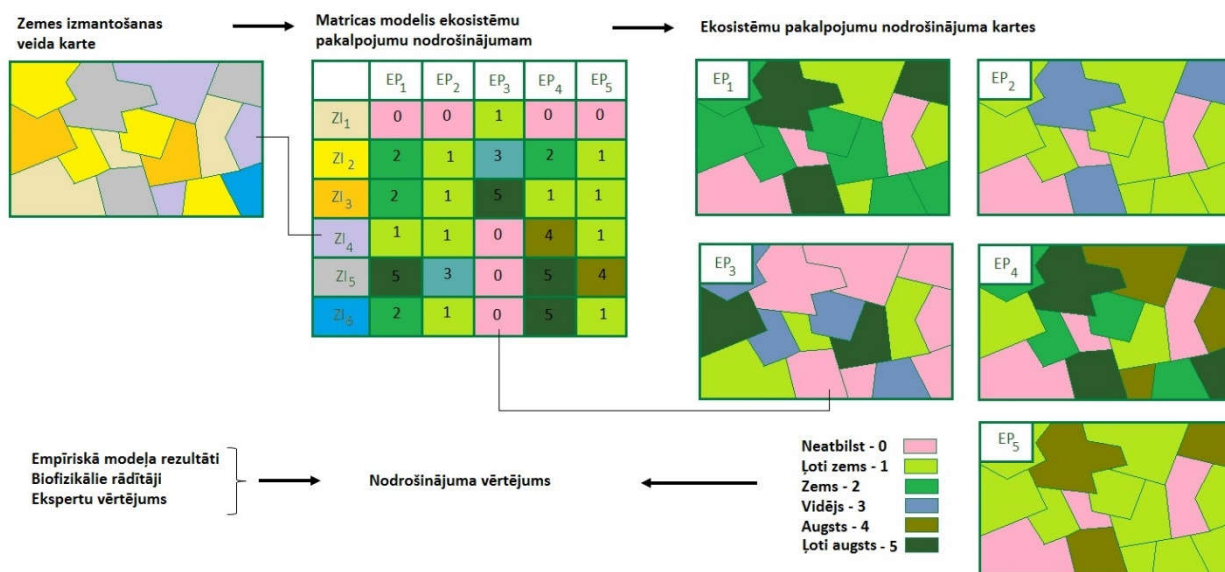 Zemes izmantošanas
veida karte
Matricas modelis ekosistēmu
pakalpojumu nodrošinājumam
Ekosistēmu pakalpojumu nodrošinājuma kartes
EP1 EP2 EP3 EP4 EP5
ZI1 0 0 1 0 0
ZI2 2 1 3 2 1
ZI3 2 1 5 1 1
ZI4 1 1 0 4 1
ZI5 5 3 0 5 4
ZI6 2 1 0 5 1
EP1
EP2
EP3
EP4
EP5
Empīriskā modeļa rezultāti
Biofizikālie rādītāji
Ekspertu vērtējums
Nodrošinājuma vērtējums
Neatbilst - 0
Ļoti zems - 1
Zems - 2
Vidējs - 3
Augsts - 4
Ļoti augsts - 5